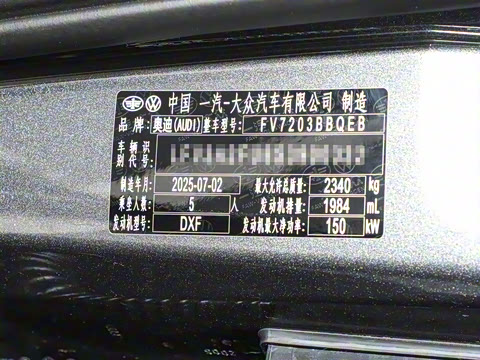 中国 一汽-大众汽车有限公司 制造
品牌: 奥迪(AUDI) 整车型号: FV7203BBQEB
车辆识别代号:
制造年月 2025-07-02 最大允许总质量: 2340 kg
乘坐人数: 5 人 发动机排量: 1984 mL
发动机型号: DXF 发动机最大净功率: 150 kW